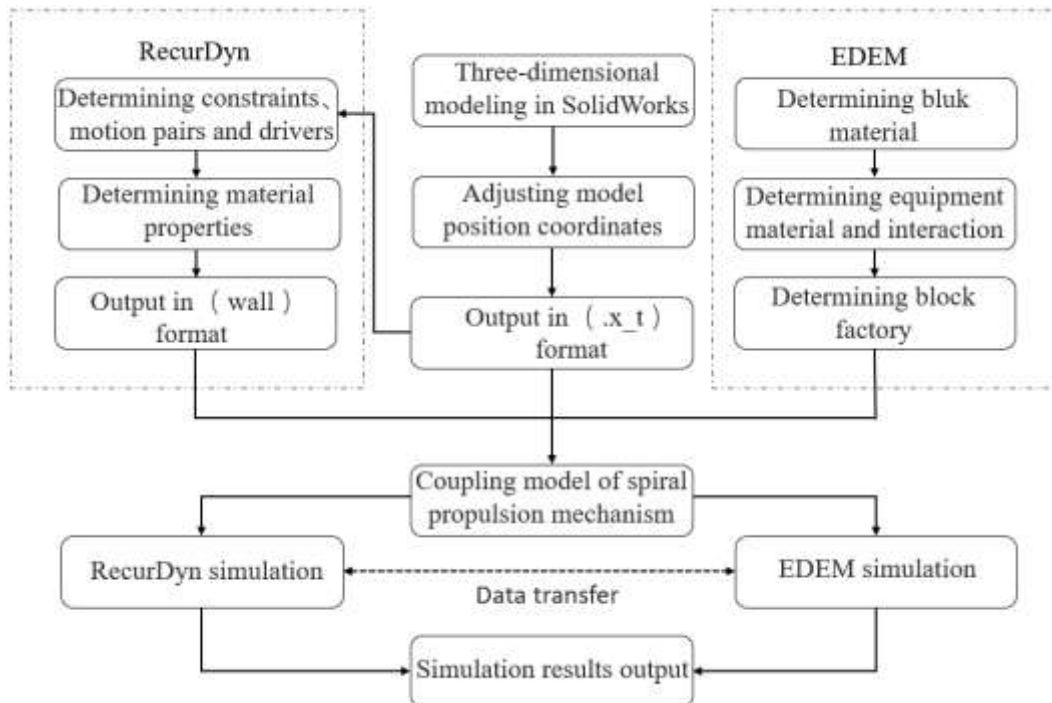 RecurDyn
Determining constraints、
motion pairs and drivers
Determining material
properties
Output in（wall）
format
Three-dimensional
modeling in SolidWorks
Adjusting model
position coordinates
Output in（.x_t）
format
EDEM
Determining bluk
material
Determining equipment
material and interaction
Determining block
factory
Coupling model of spiral
propulsion mechanism
RecurDyn simulation
Data transfer
EDEM simulation
Simulation results output